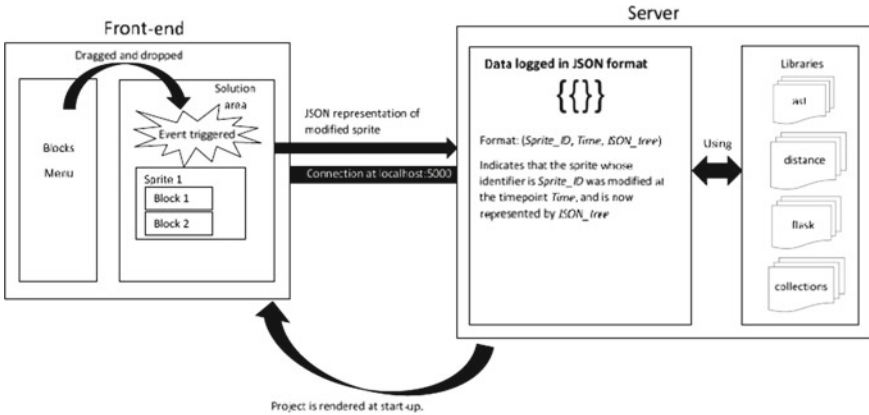 Front-end
Dragged and dropped
Blocks
Menu
Solution
area
Event triggered
Sprite 1
Block 1
Block 2
JSON representation of
modified sprite
Connection at localhost:5000
Server
Data logged in JSON format
{{}}
Format: (Sprite_ID, Time, JSON_tree)
Indicates that the sprite whose
identifier is Sprite_ID was modified at
the timepoint Time, and is now
represented by JSON_tree
Using
Libraries
ast
distance
flask
collections
Project is rendered at start-up.